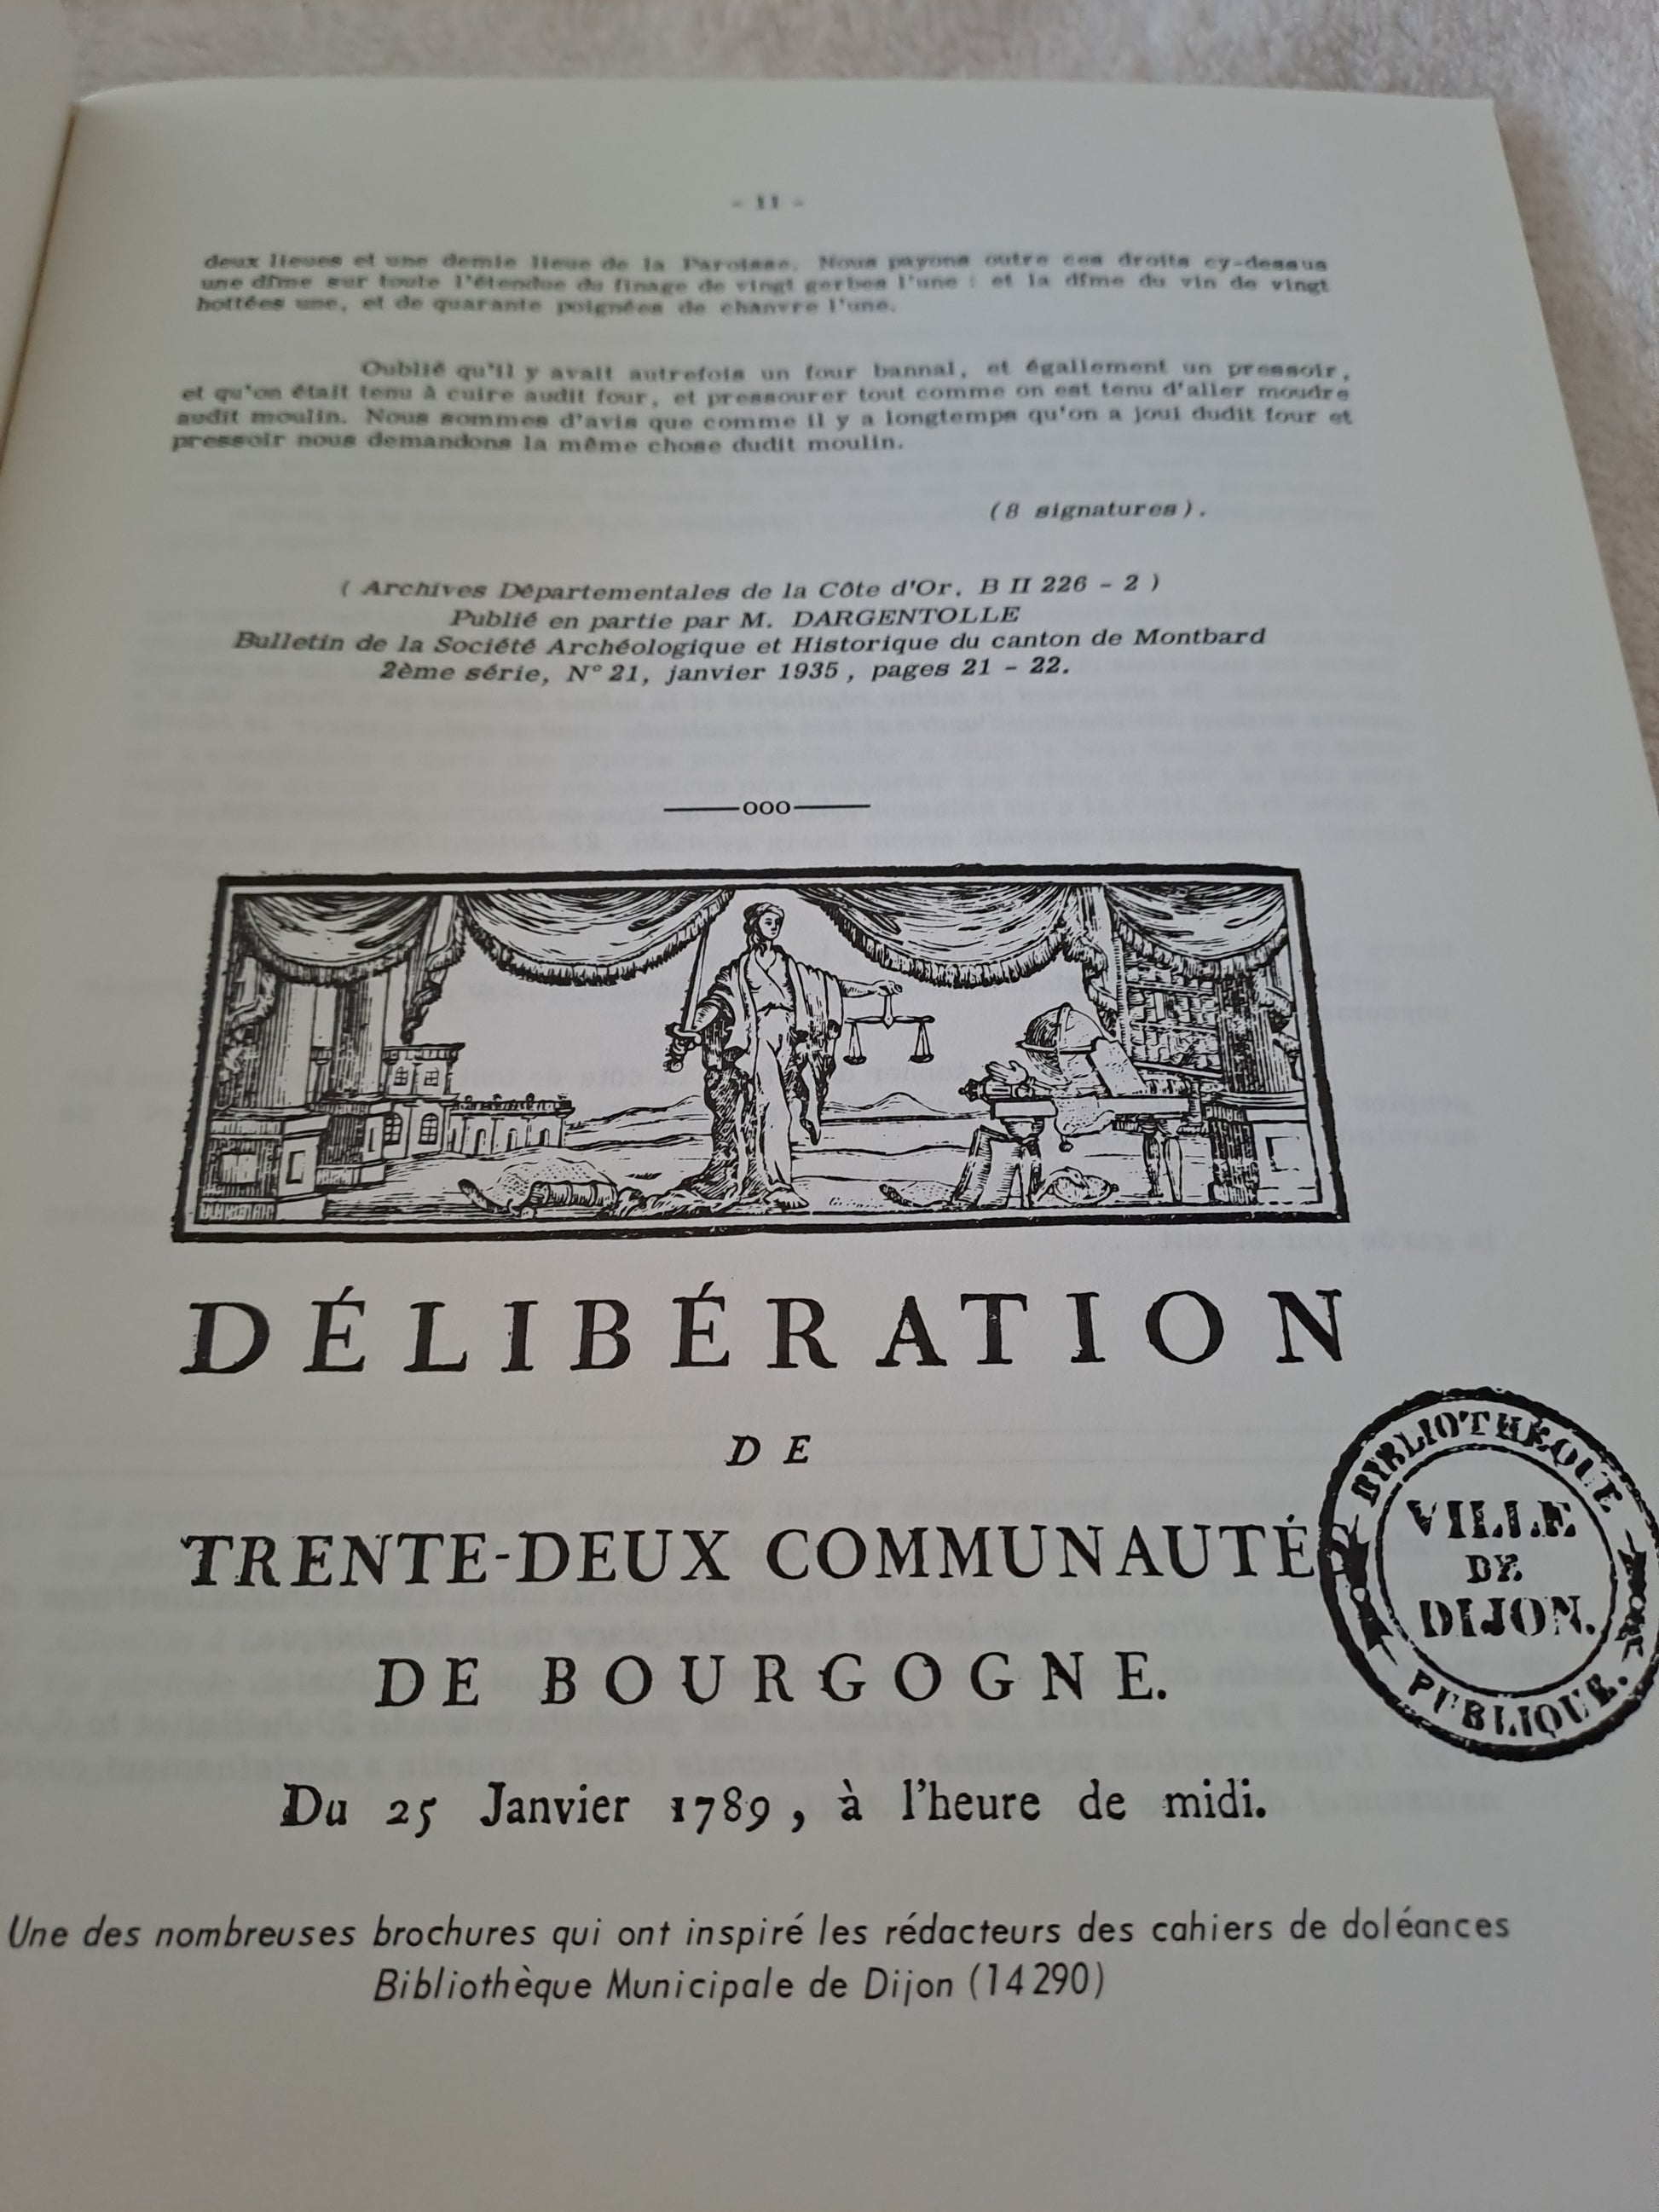 - 11 -
deux lieues et une demie lieue de la Paroisse. Nous payons outre ces droits cy-dessus
une dîme sur toute l'étendue du finage de vingt gerbes l'une : et la dîme du vin de vingt
hottées une, et de quarante poignées de chanvre l'une.
Oublié qu'il y avait autrefois un four bannal, et égallement un pressoir,
et qu'on était tenu à cuire audit four, et pressourer tout comme on est tenu d'aller moudre
audit moulin. Nous sommes d'avis que comme il y a longtemps qu'on a joui dudit four et
pressoir nous demandons la même chose dudit moulin.
(8 signatures).
( Archives Départementales de la Côte d'Or, B II 226 - 2 )
Publié en partie par M. DARGENTOLLE
Bulletin de la Société Archéologique et Historique du canton de Montbard
2ème série, N° 21, janvier 1935, pages 21 - 22.
ooo
DÉLIBÉRATION
DE
TRENTE-DEUX COMMUNAUTÉS
DE BOURGOGNE.
Du 25 Janvier 1789, à l'heure de midi.
BIBLIOTHÈQUE
VILLE
DE
DIJON.
PUBLIQUE.
Une des nombreuses brochures qui ont inspiré les rédacteurs des cahiers de doléances
Bibliothèque Municipale de Dijon (14 290)